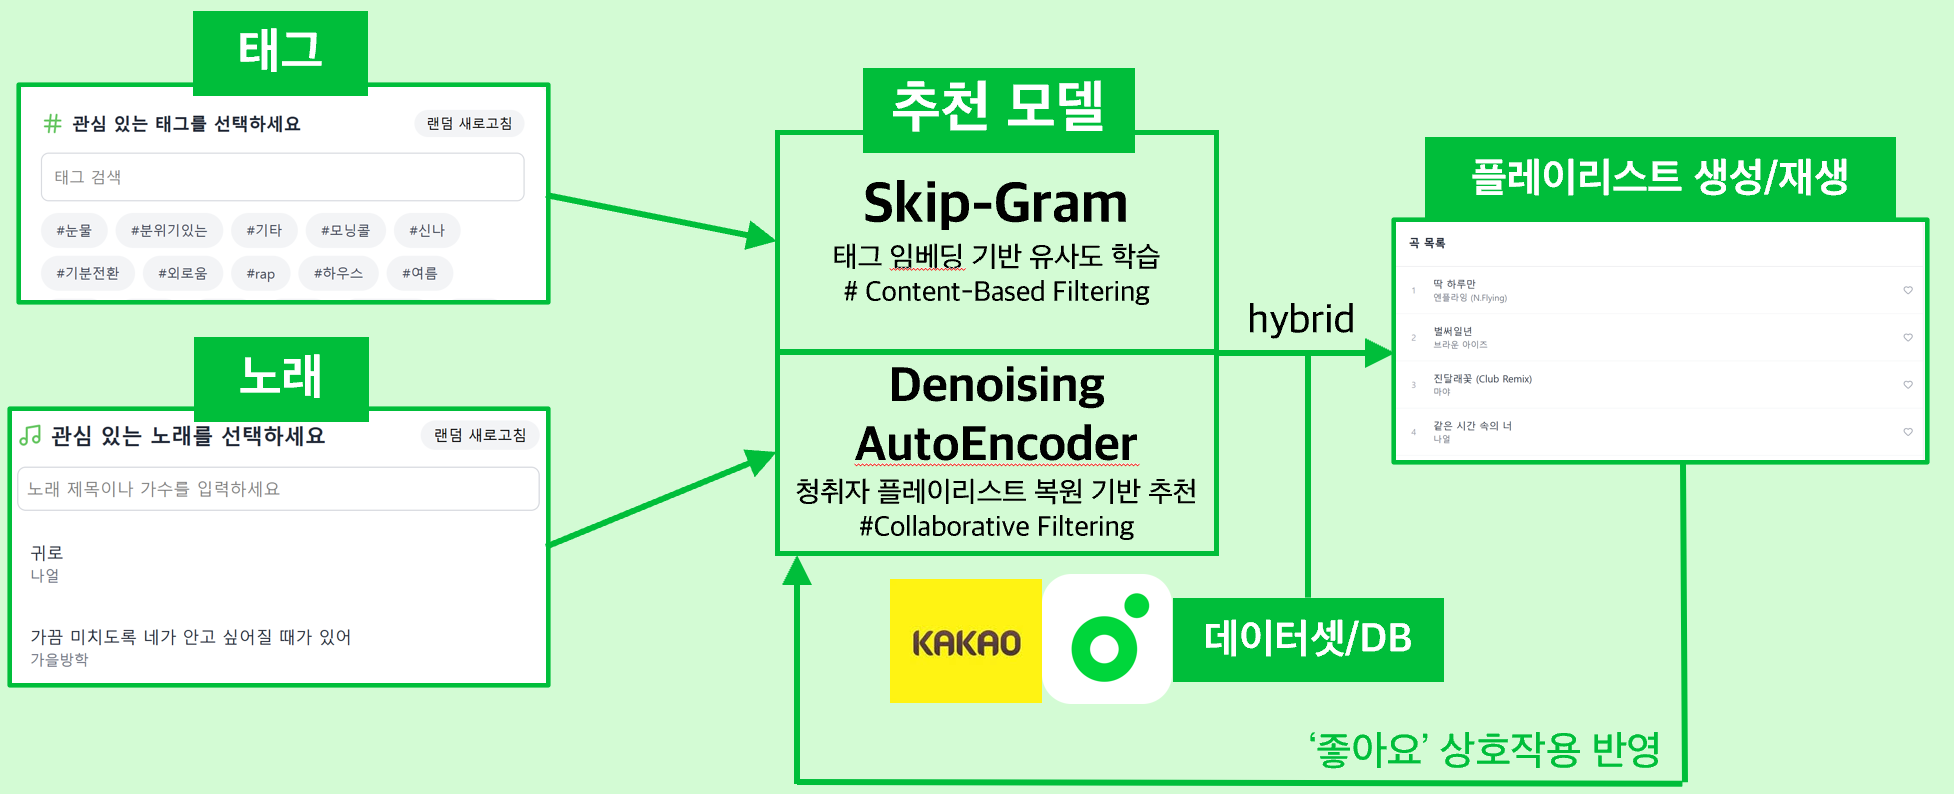 태그
관심 있는 태그를 선택하세요
랜덤 새로고침
태그 검색
#눈물 #분위기있는 #기타 #모닝콜 #신나
#기분전환 #외로움 #rap #하우스 #여름
노래
관심 있는 노래를 선택하세요
랜덤 새로고침
노래 제목이나 가수를 입력하세요
귀로
나얼
가끔 미치도록 네가 안고 싶어질 때가 있어
가을방학
추천 모델
Skip-Gram
태그 임베딩 기반 유사도 학습
# Content-Based Filtering
Denoising
AutoEncoder
청취자 플레이리스트 복원 기반 추천
#Collaborative Filtering
KAKAO
데이터셋/DB
hybrid
플레이리스트 생성/재생
곡 목록
1 딱 하루만
엔플라잉 (N.Flying)
2 벌써일년
브라운 아이즈
3 진달래꽃 (Club Remix)
마야
4 같은 시간 속의 너
나얼
‘좋아요’ 상호작용 반영